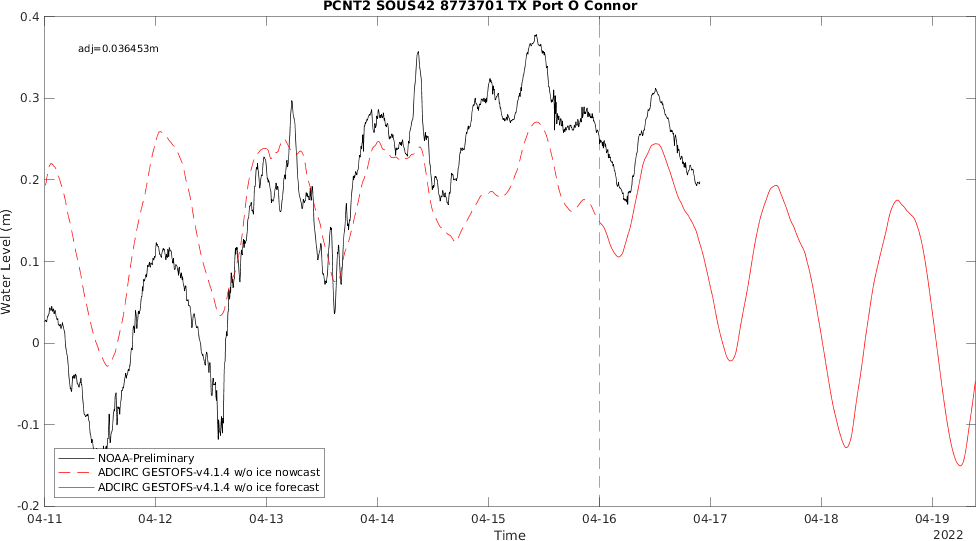 PCNT2 SOUS42 8773701 TX Port O Connor
adj=0.036453m
Water Level (m)
0.4
0.3
0.2
0.1
0
-0.1
-0.2
NOAA-Preliminary
ADCIRC GESTOFS-v4.1.4 w/o ice nowcast
ADCIRC GESTOFS-v4.1.4 w/o ice forecast
04-11 04-12 04-13 04-14 04-15 04-16 04-17 04-18 04-19
Time
2022